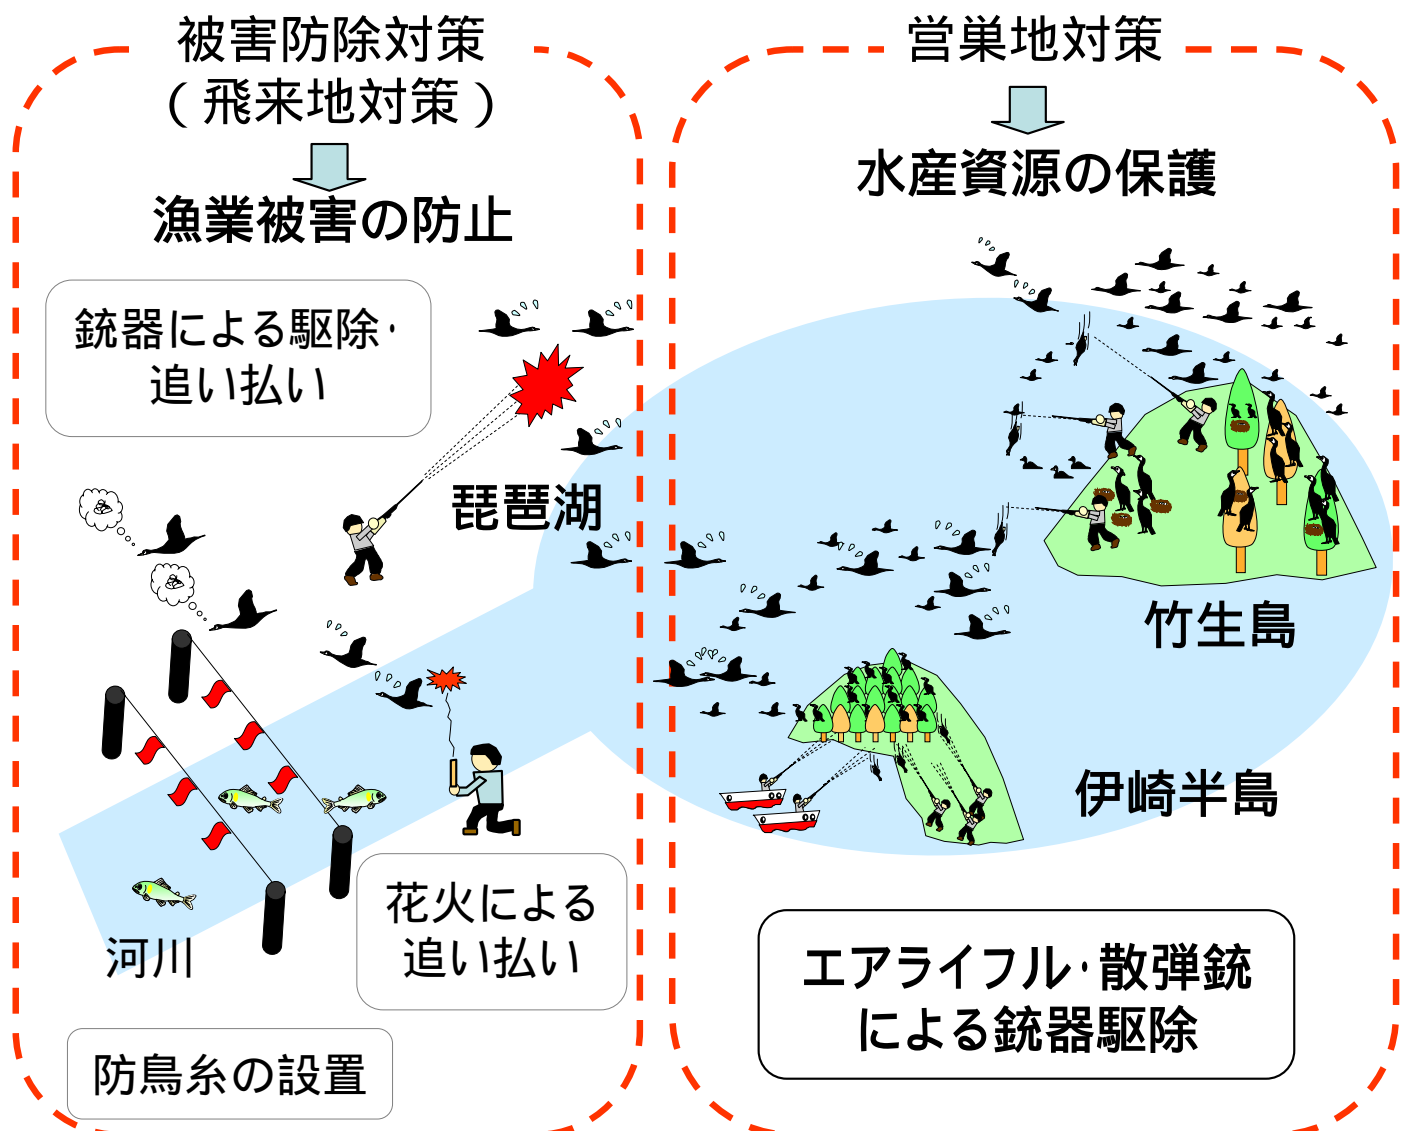 被害防除対策
（飛来地対策）
漁業被害の防止
銃器による駆除・
追い払い
琵琶湖
河川
花火による
追い払い
防鳥糸の設置
営巣地対策
水産資源の保護
竹生島
伊崎半島
エアライフル・散弾銃
による銃器駆除